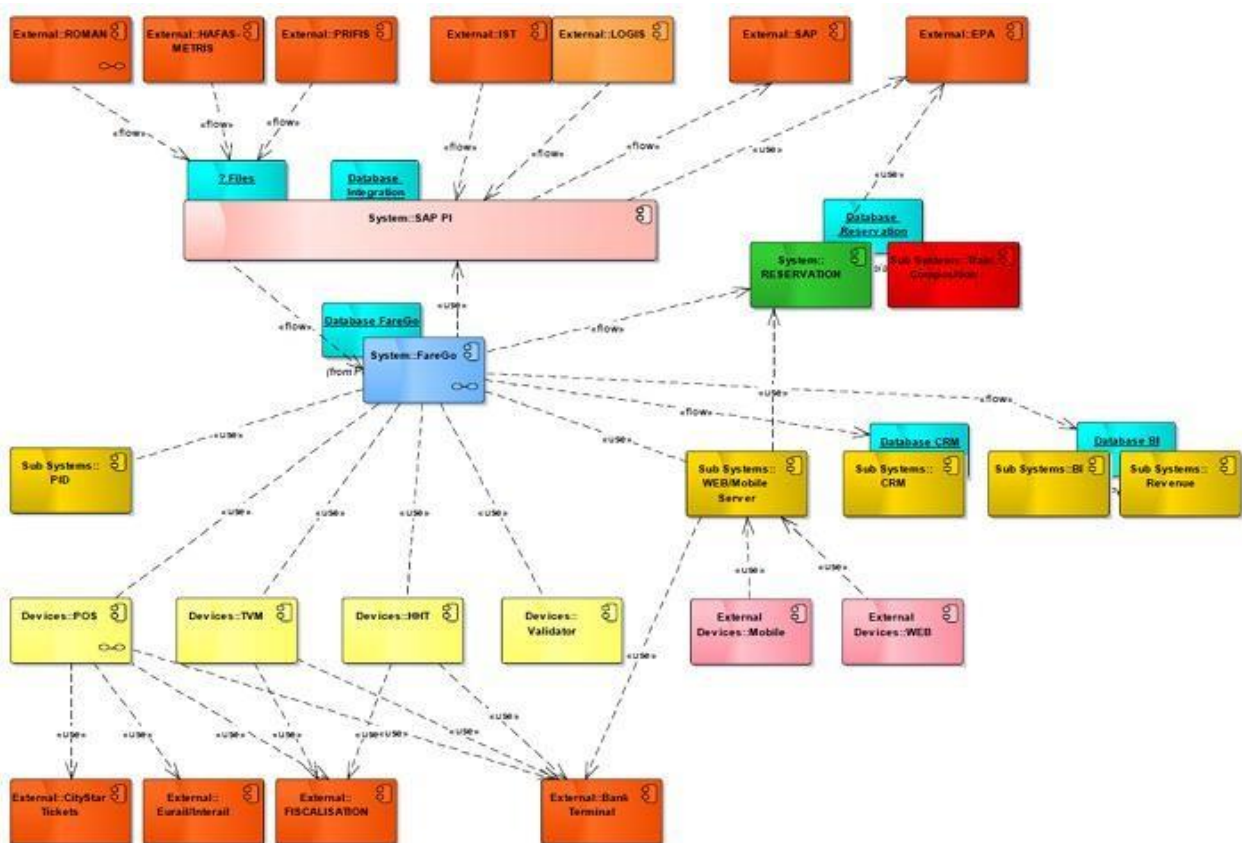 External::ROMAN
External::HAFAS-
METRIS
External::PRIFIS
External::IST
External::LOGIS
External::SAP
External::EPA
«flow»
«flow»
«flow»
«flow»
«flow»
«flow»
«use»
«use»
? Files
Database
Integration
System::SAP PI
Database
Reservation
System::
RESERVATION
Sub Systems::
Composition
«flow»
«use»
«flow»
Database FareGo
System::FareGo
(from
«use»
«use»
«use»
«flow»
«flow»
Sub Systems::
PID
Sub Systems::
WEB/Mobile
Server
Database CRM
Sub Systems::
CRM
Database BI
Sub Systems::BI
Sub Systems::
Revenue
«use»
«use»
«use»
«use»
«use»
«use»
Devices::POS
Devices::TVM
Devices::HHT
Devices::
Validator
External
Devices::Mobile
External
Devices::WEB
«use»
«use»
«use»
«use»
«use»
«use»
«use»
«use»
«use»
External::CityStar
Tickets
External::
Eurail/Interail
External::
FISCALISATION
External::Bank
Terminal